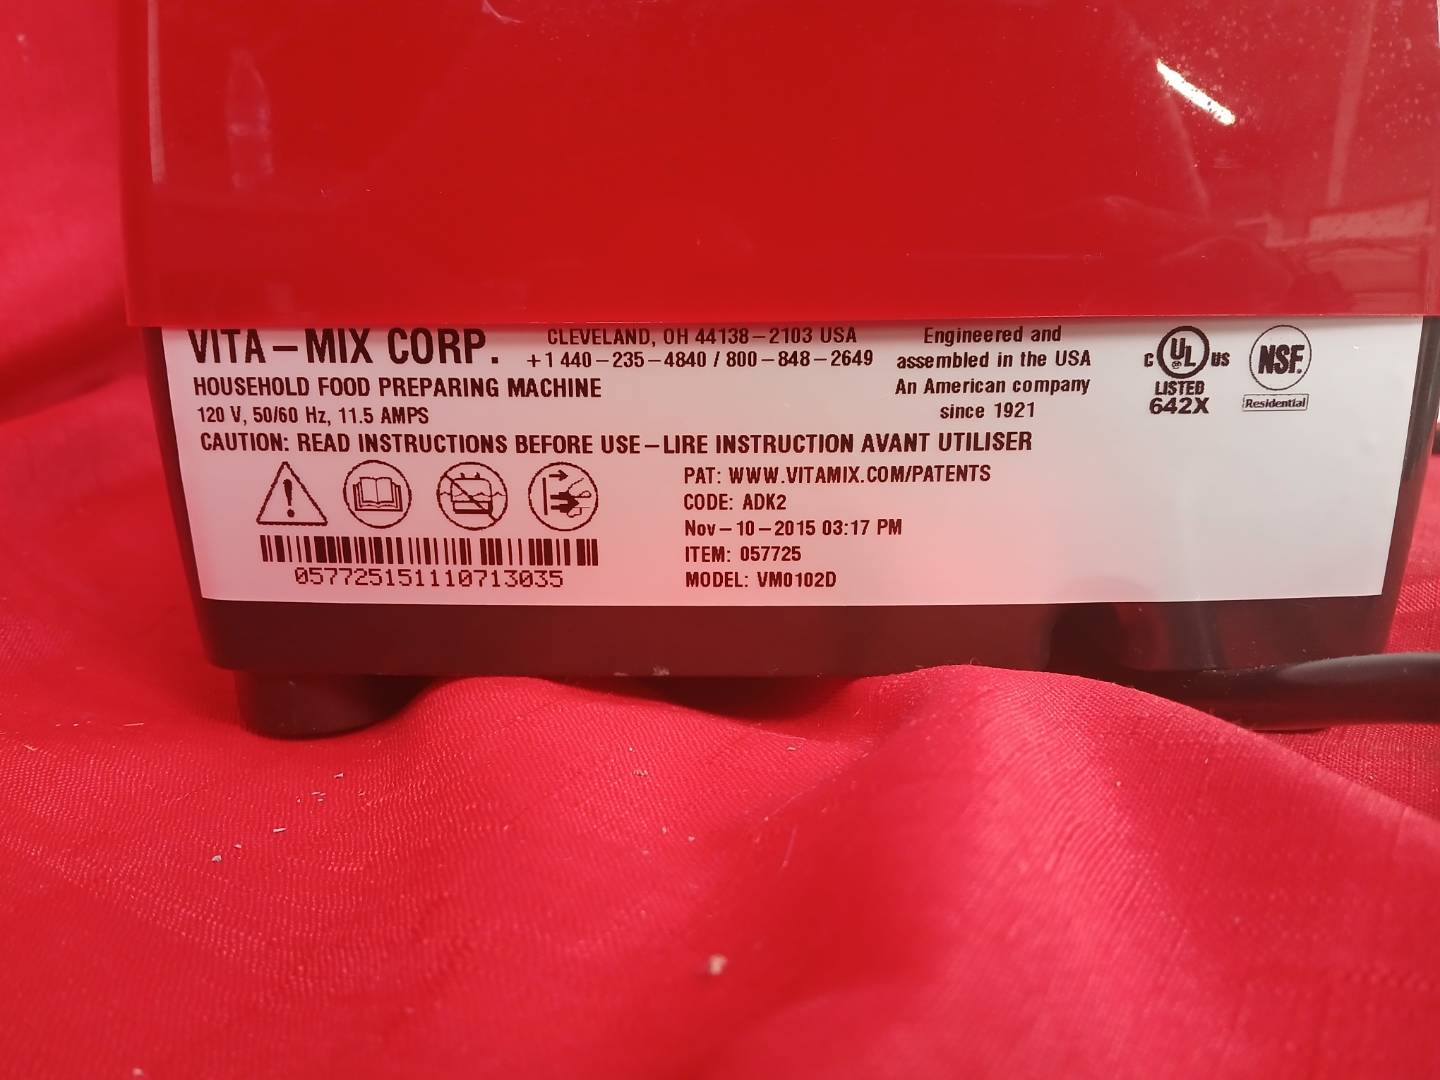 VITA-MIX CORP.
CLEVELAND, OH 44138-2103 USA
+1 440-235-4840 / 800-848-2649
HOUSEHOLD FOOD PREPARING MACHINE
120 V, 50/60 Hz, 11.5 AMPS
Engineered and
assembled in the USA
An American company
since 1921
C UL US
LISTED
642X
NSF.
Residential
CAUTION: READ INSTRUCTIONS BEFORE USE-LIRE INSTRUCTION AVANT UTILISER
PAT: WWW.VITAMIX.COM/PATENTS
CODE: ADK2
Nov-10-2015 03:17 PM
ITEM: 057725
MODEL: VM0102D
057725151110713035